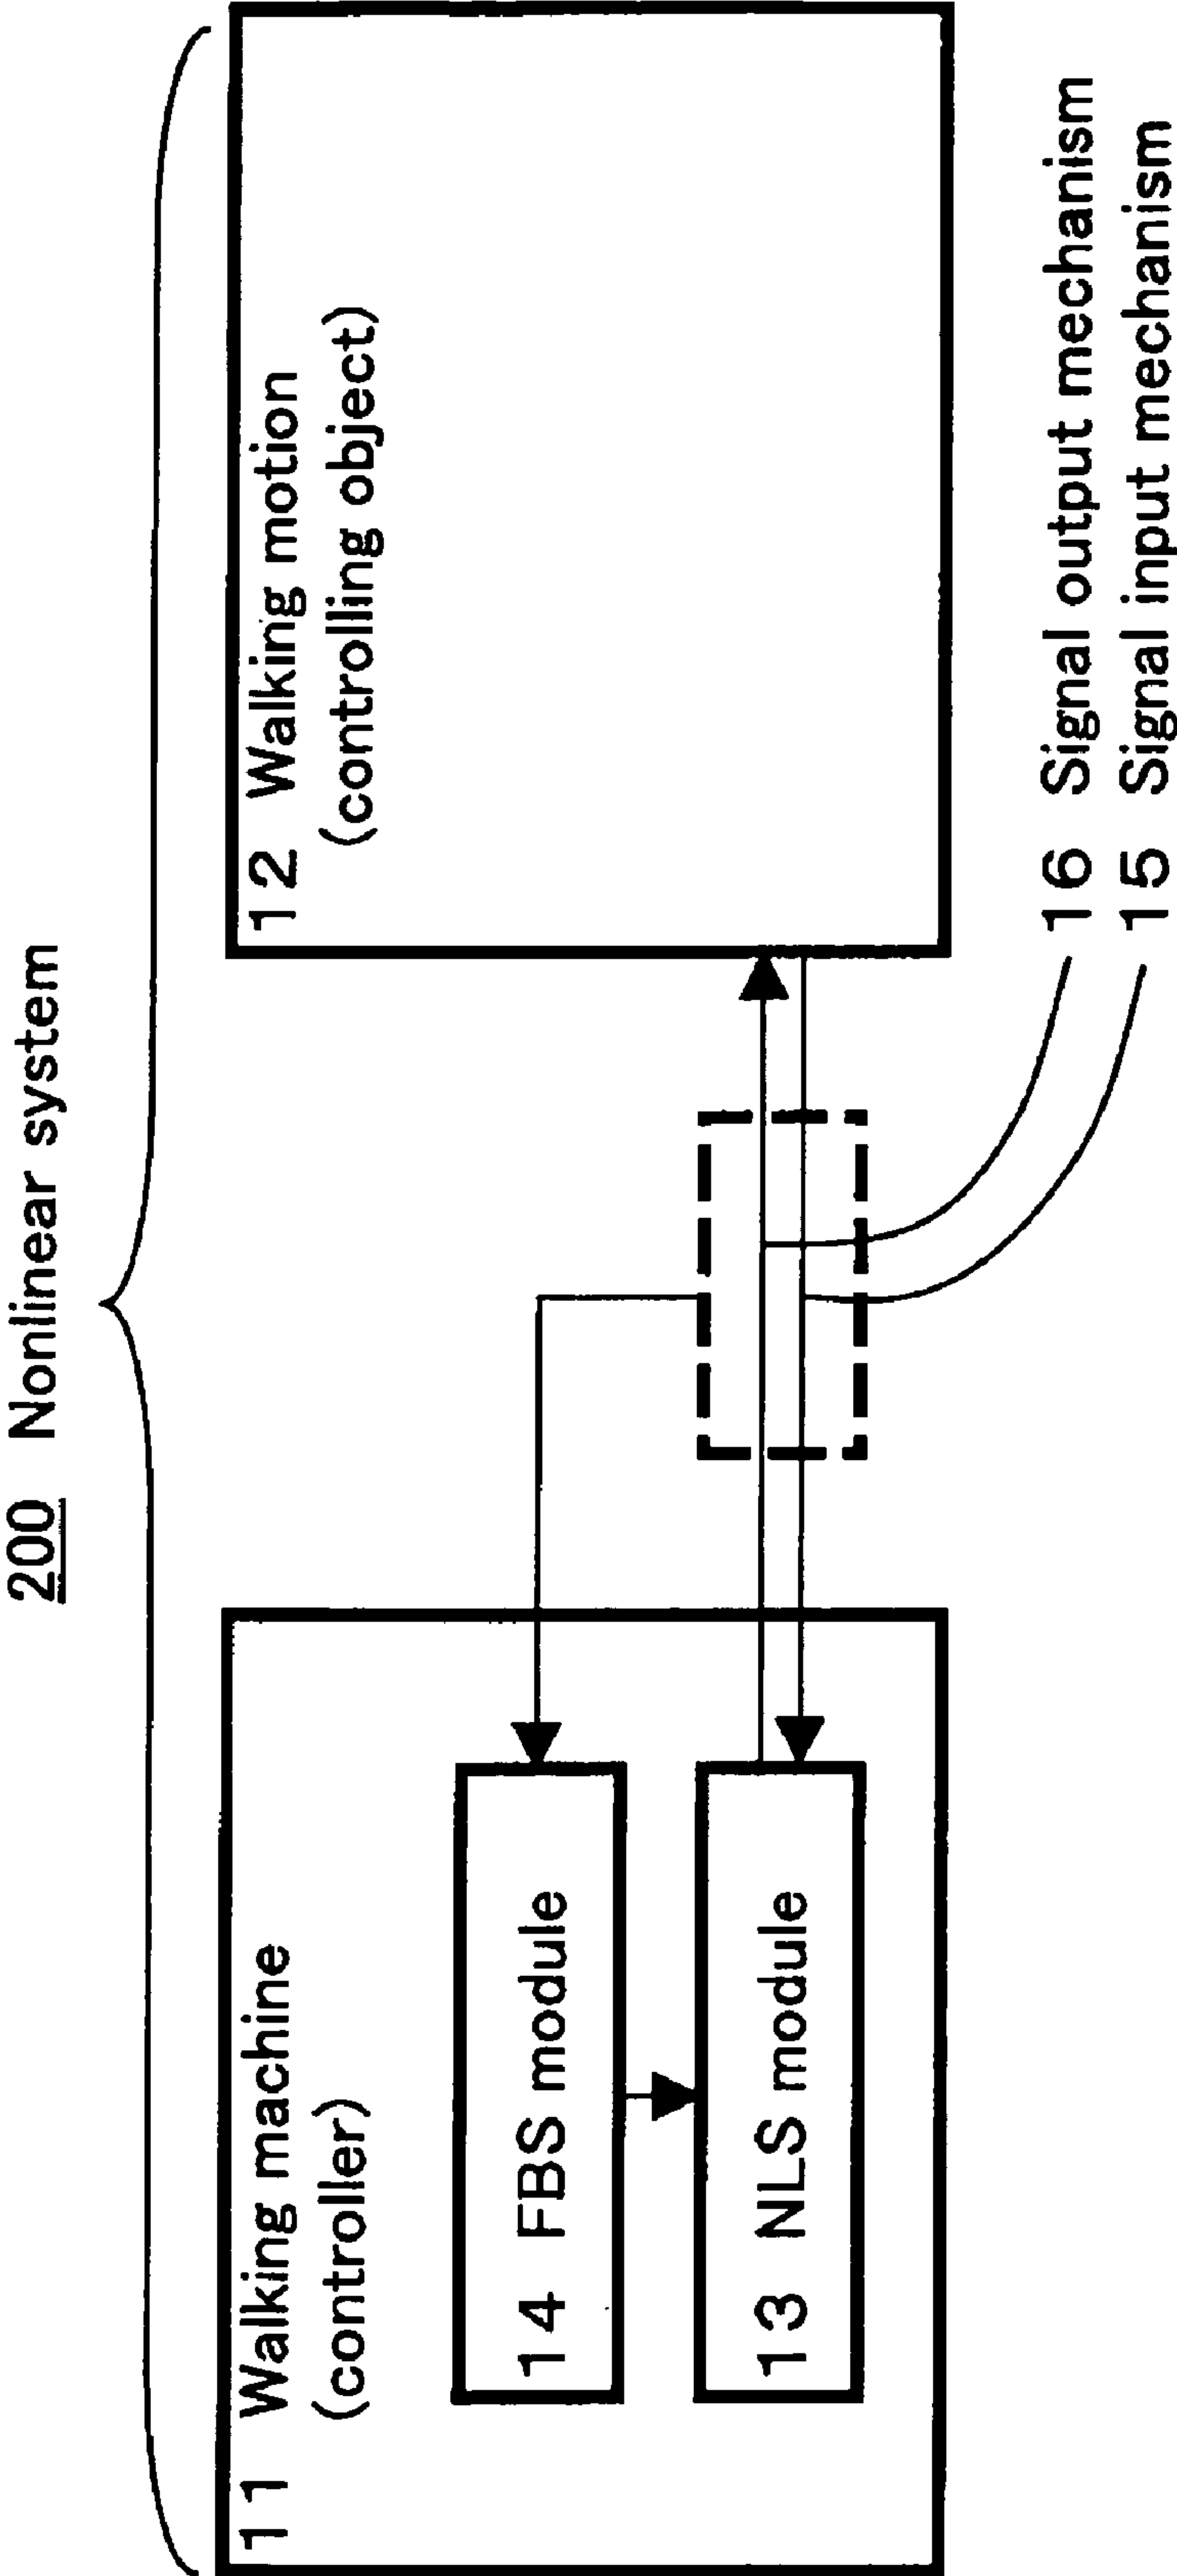 200 Nonlinear system
11 Walking machine
(controller)
14 FBS module
13 NLS module
12 Walking motion
(controlling object)
16 Signal output mechanism
15 Signal input mechanism